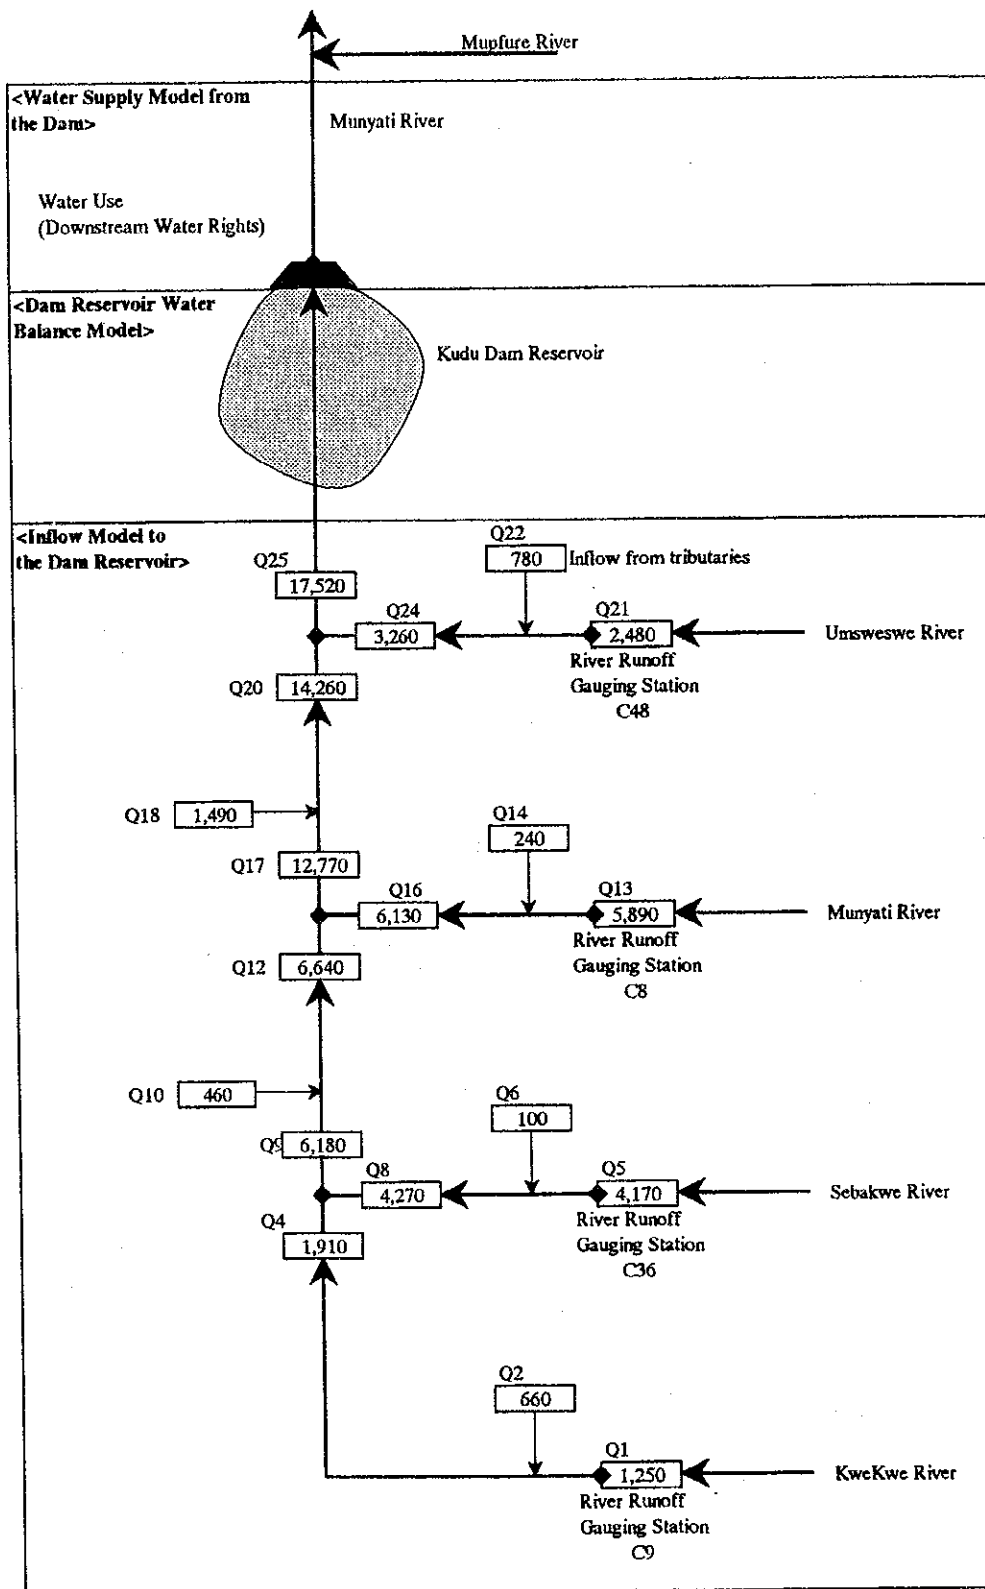 Mupfure River
<Water Supply Model from
the Dam>
Munyati River
Water Use
(Downstream Water Rights)
<Dam Reservoir Water
Balance Model>
Kudu Dam Reservoir
<Inflow Model to
the Dam Reservoir>
Q22
780
Inflow from tributaries
Q25
17,520
Q24
3,260
Q21
2,480
Umsweswe River
River Runoff
Gauging Station
C48
Q20
14,260
Q18
1,490
Q14
240
Q17
12,770
Q16
6,130
Q13
5,890
Munyati River
River Runoff
Gauging Station
C8
Q12
6,640
Q10
460
Q6
100
Q9
6,180
Q8
4,270
Q5
4,170
Sebakwe River
River Runoff
Gauging Station
C36
Q4
1,910
Q2
660
Q1
1,250
KweKwe River
River Runoff
Gauging Station
C9